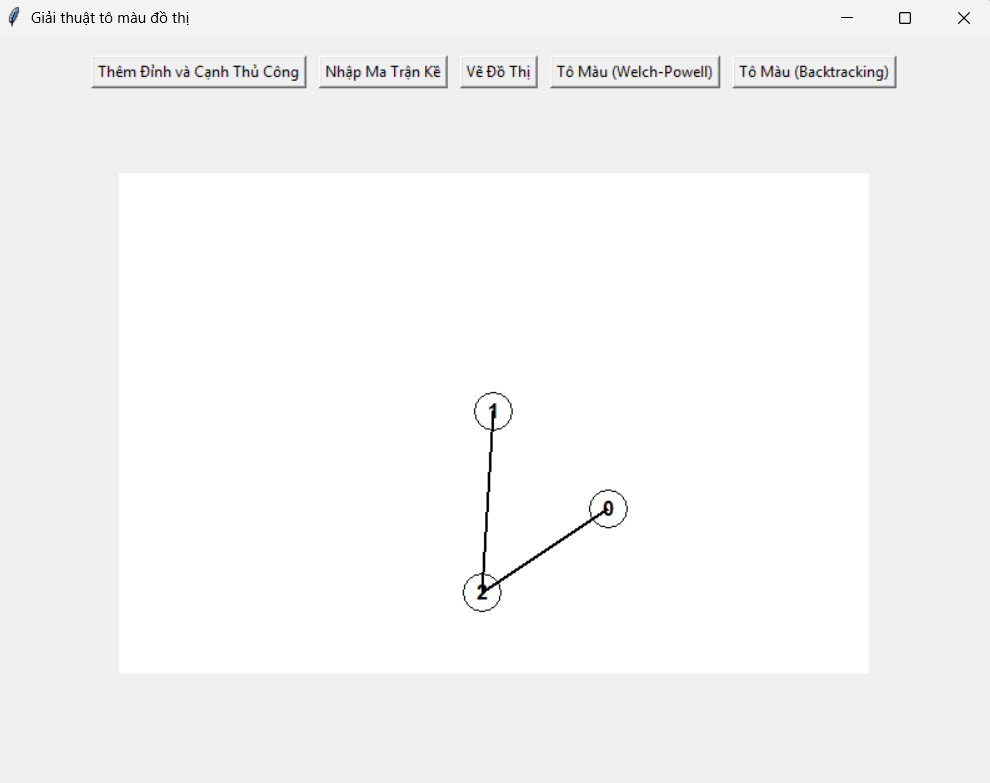 Giải thuật tô màu đồ thị
Thêm Đỉnh và Cạnh Thủ Công Nhập Ma Trận Kề Vẽ Đồ Thị Tô Màu (Welch-Powell) Tô Màu (Backtracking)
1
0
2